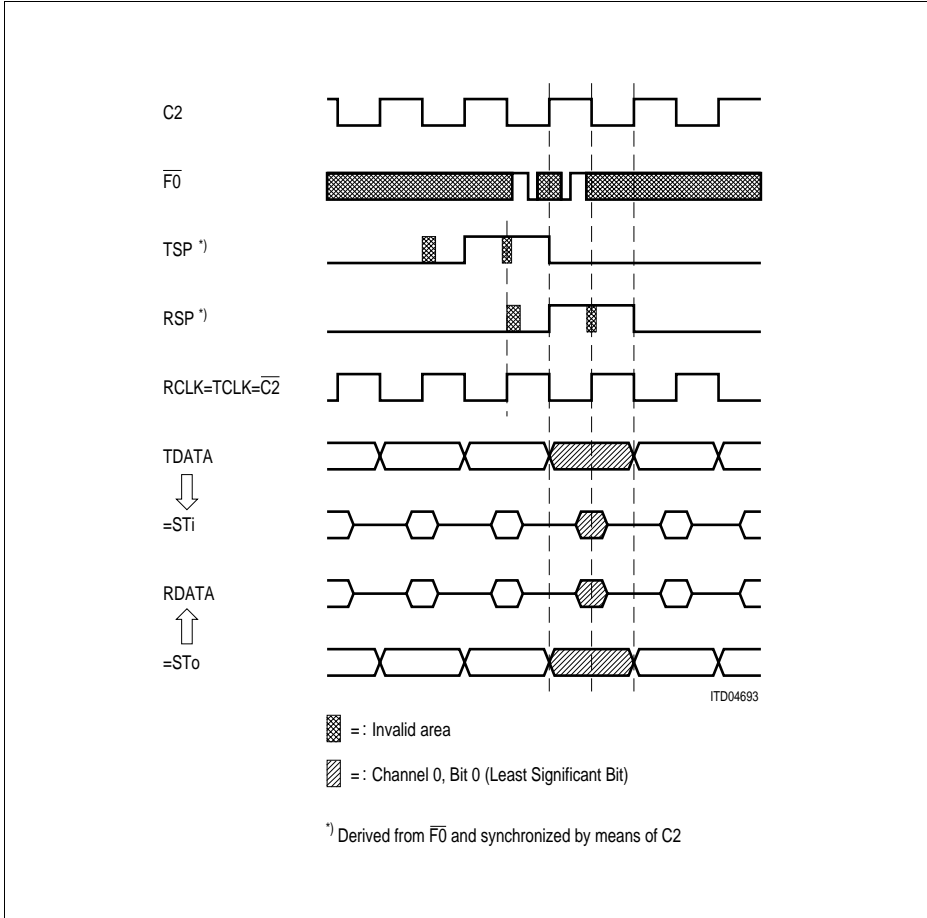 C2
F0
TSP *)
RSP *)
RCLK=TCLK=C2
TDATA
=STi
RDATA
=STo
ITD04693
=: Invalid area
=: Channel 0, Bit 0 (Least Significant Bit)
*) Derived from F0 and synchronized by means of C2